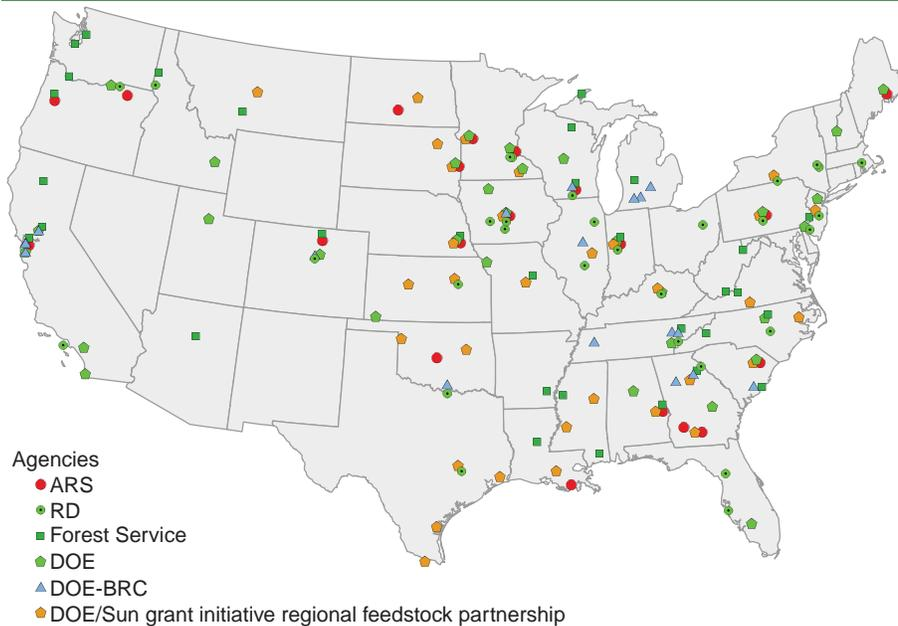 Agencies
ARS
RD
Forest Service
DOE
DOE-BRC
DOE/Sun grant initiative regional feedstock partnership